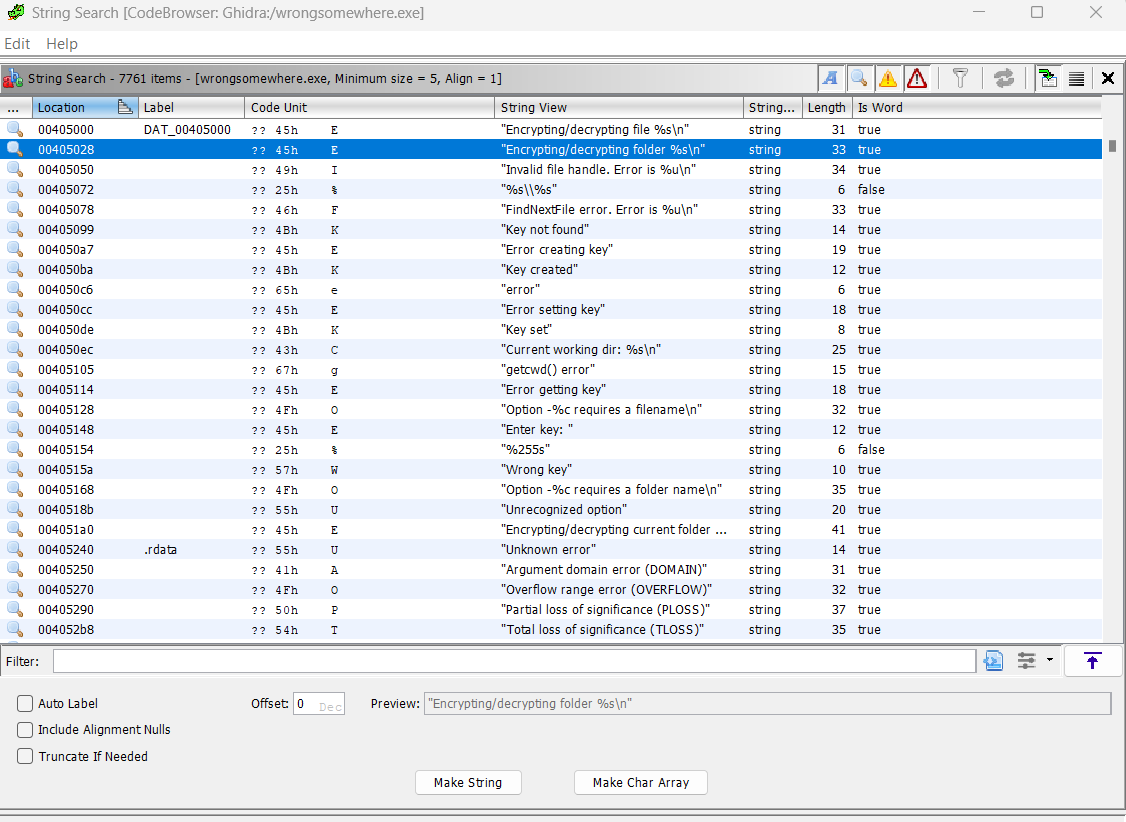 String Search [CodeBrowser: Ghidra:/wrongsomewhere.exe]
Edit Help
String Search - 7761 items - [wrongsomewhere.exe, Minimum size = 5, Align = 1]
... Location Label Code Unit String View String... Length Is Word
00405000 DAT_00405000 ?? 45h E "Encrypting/decrypting file %s\n" string 31 true
00405028 ?? 45h E "Encrypting/decrypting folder %s\n" string 33 true
00405050 ?? 49h I "Invalid file handle. Error is %u\n" string 34 true
00405072 ?? 25h % "%s\\%s" string 6 false
00405078 ?? 46h F "FindNextFile error. Error is %u\n" string 33 true
00405099 ?? 4Bh K "Key not found" string 14 true
004050a7 ?? 45h E "Error creating key" string 19 true
004050ba ?? 4Bh K "Key created" string 12 true
004050c6 ?? 65h e "error" string 6 true
004050cc ?? 45h E "Error setting key" string 18 true
004050de ?? 4Bh K "Key set" string 8 true
004050ec ?? 43h C "Current working dir: %s\n" string 25 true
00405105 ?? 67h g "getcwd() error" string 15 true
00405114 ?? 45h E "Error getting key" string 18 true
00405128 ?? 4Fh O "Option -%c requires a filename\n" string 32 true
00405148 ?? 45h E "Enter key: " string 12 true
00405154 ?? 25h % "%255s" string 6 false
0040515a ?? 57h W "Wrong key" string 10 true
00405168 ?? 4Fh O "Option -%c requires a folder name\n" string 35 true
0040518b ?? 55h U "Unrecognized option" string 20 true
004051a0 ?? 45h E "Encrypting/decrypting current folder ... string 41 true
00405240 .rdata ?? 55h U "Unknown error" string 14 true
00405250 ?? 41h A "Argument domain error (DOMAIN)" string 31 true
00405270 ?? 4Fh O "Overflow range error (OVERFLOW)" string 32 true
00405290 ?? 50h P "Partial loss of significance (PLOSS)" string 37 true
004052b8 ?? 54h T "Total loss of significance (TLOSS)" string 35 true
Filter:
Auto Label Offset: 0 Dec Preview: "Encrypting/decrypting folder %s\n"
Include Alignment Nulls
Truncate If Needed
Make String Make Char Array